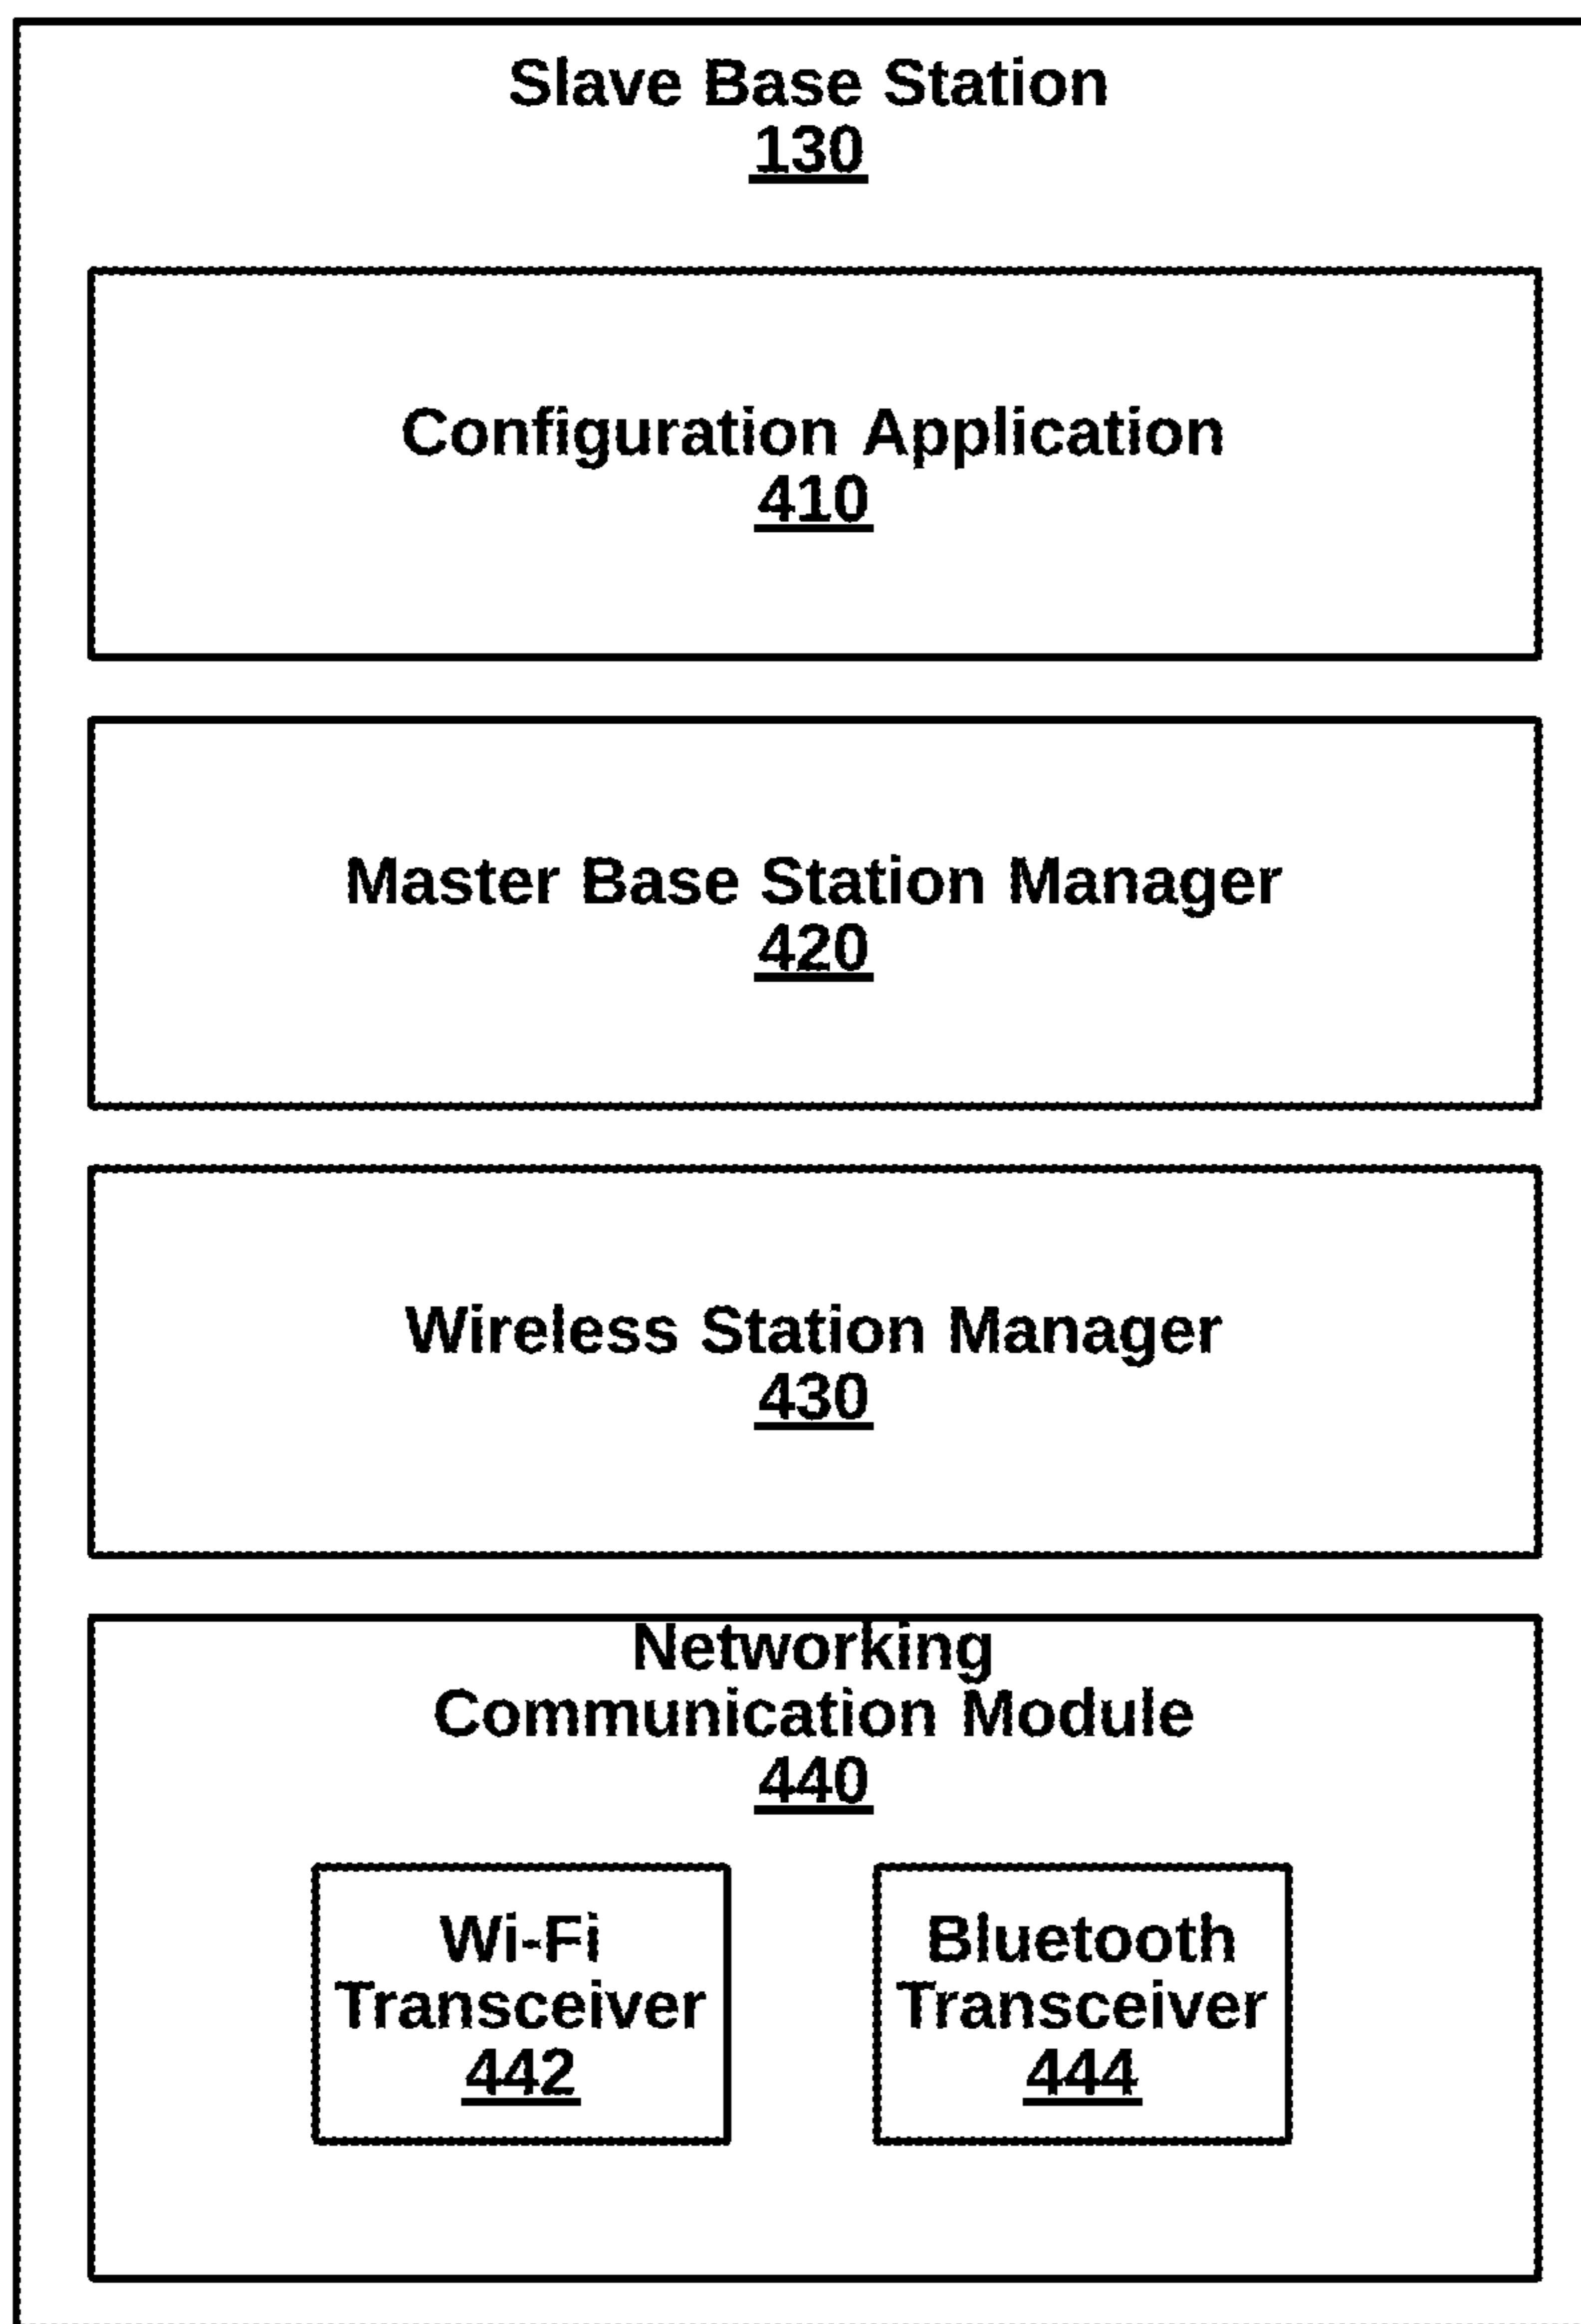 Slave Base Station
130
Configuration Application
410
Master Base Station Manager
420
Wireless Station Manager
430
Networking
Communication Module
440
Wi-Fi
Transceiver
442
Bluetooth
Transceiver
444